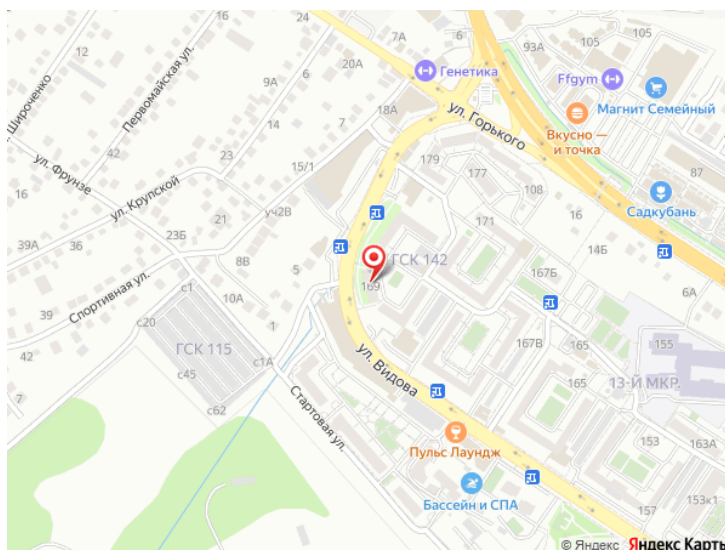 7А
6
93А
105
105
20А
Генетика
Ffgym
9А
Магнит Семейный
ул. Широченко
Первомайская ул.
24
14
18А
ул. Горького
Вкусно —
и точка
12
7
87
ул. Фрунзе
23
179
177
15/1
108
Садкубань
16
ул. Крупской
21
уч2В
171
16
39А
23Б
14Б
8В
5
ГСК 142
Спортивная ул.
с1
167Б
6А
10А
169
39
с20
1
155
42
ГСК 115
с1А
167В
ул. Видова
165
165
13-Й МКР.
с45
7
с62
Стартовая ул.
153
163А
Пульс Лаундж
Бассейн и СПА
157
153к1
© Яндекс Яндекс Карты